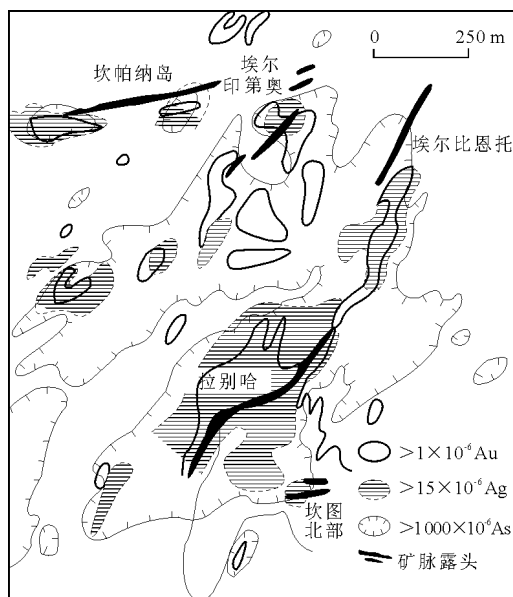 坎帕纳岛
埃尔
印第奥
0 250 m
埃尔比恩托
拉别哈
坎图
北部
>1×10⁻⁶Au
>15×10⁻⁶Ag
>1000×10⁻⁶As
矿脉露头